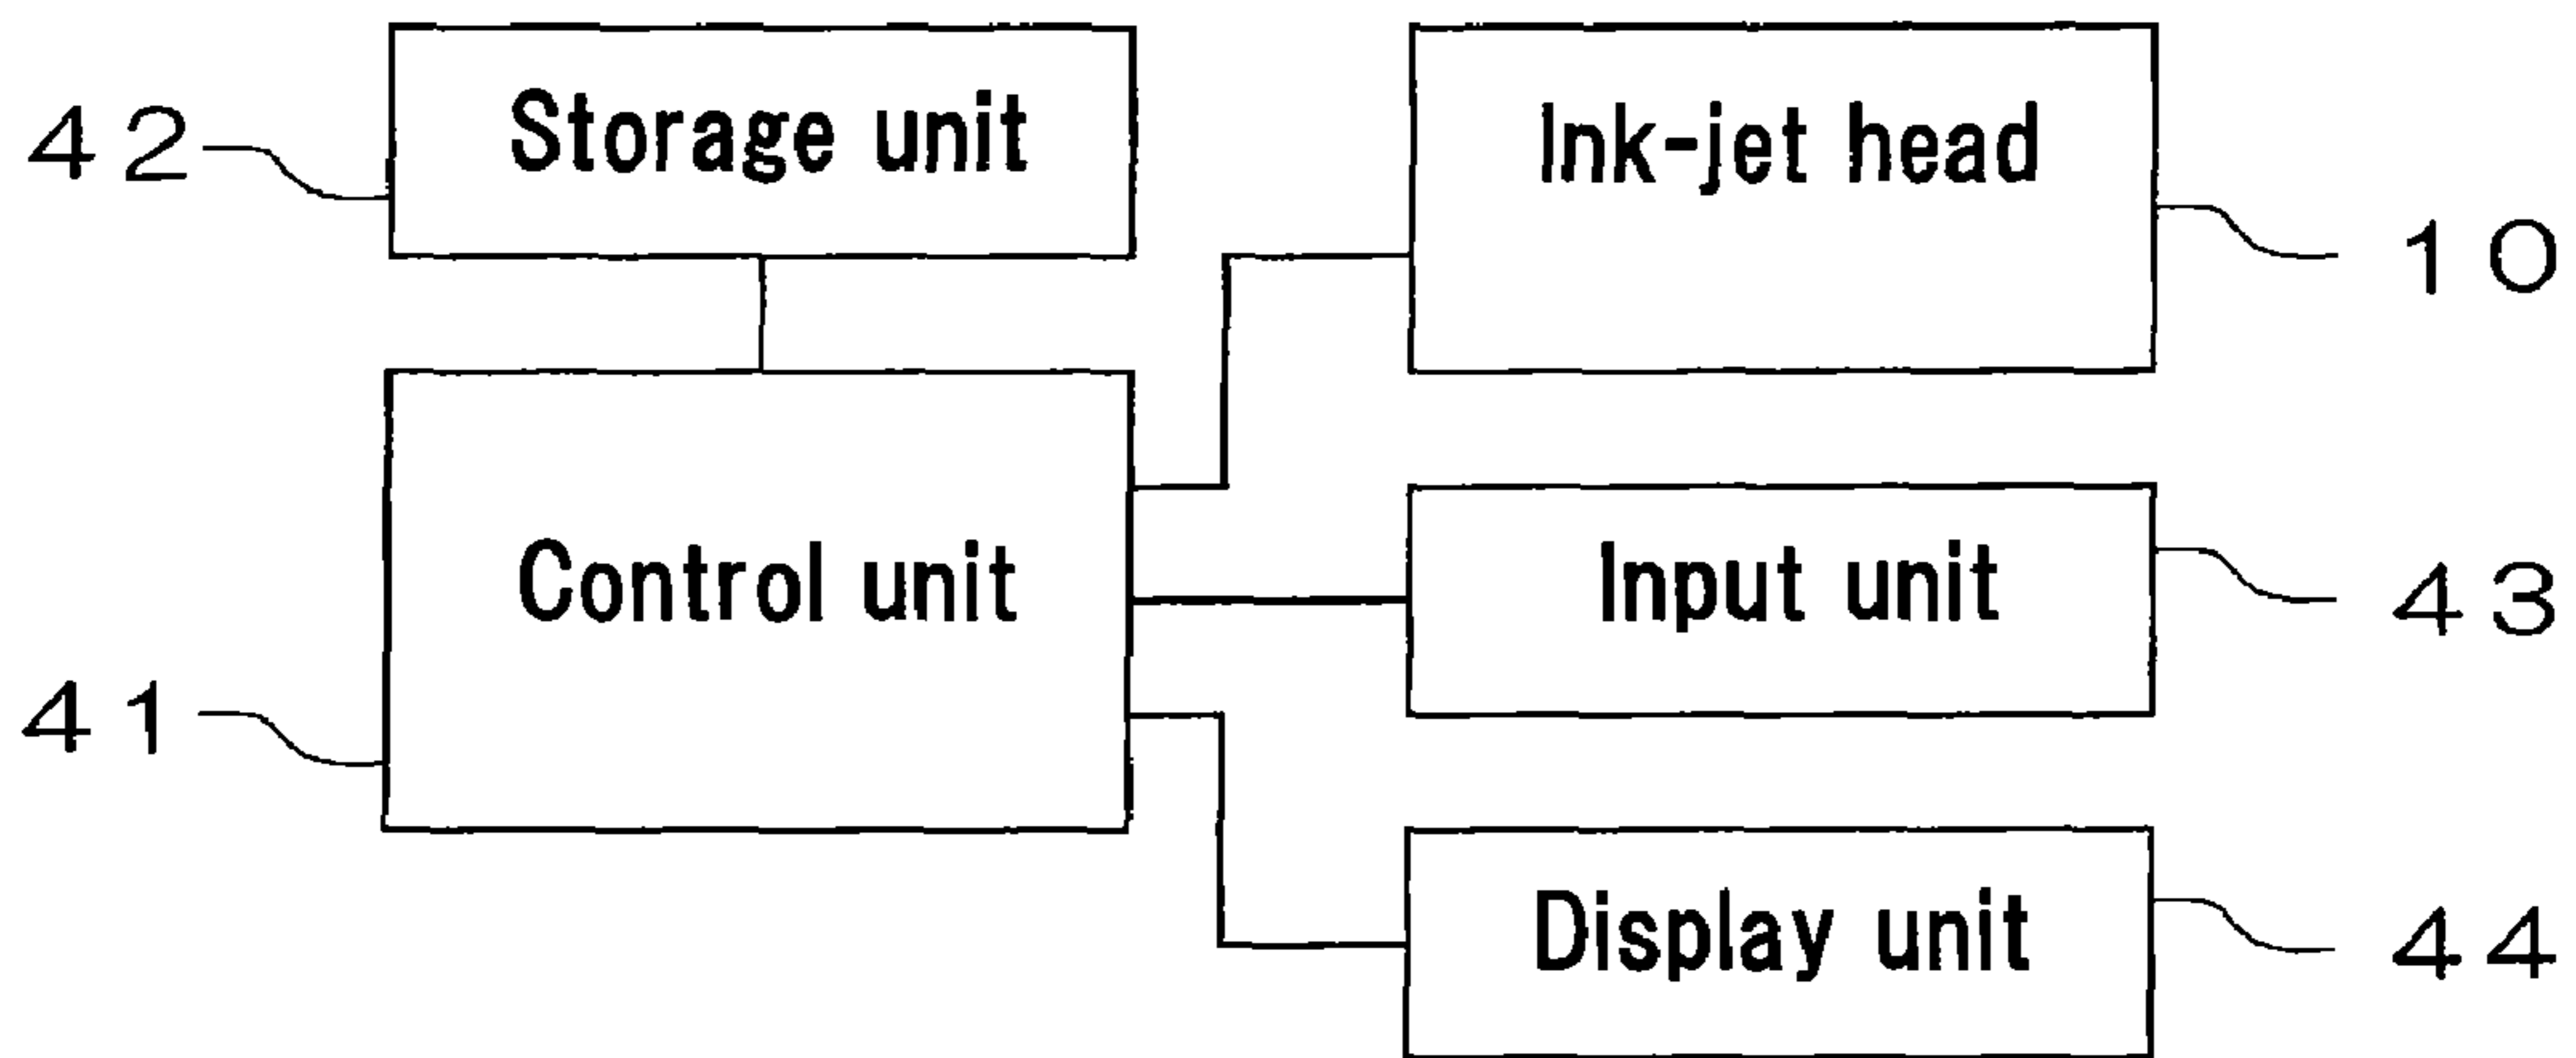 42
Storage unit
Ink-jet head
10
Control unit
41
Input unit
43
Display unit
44